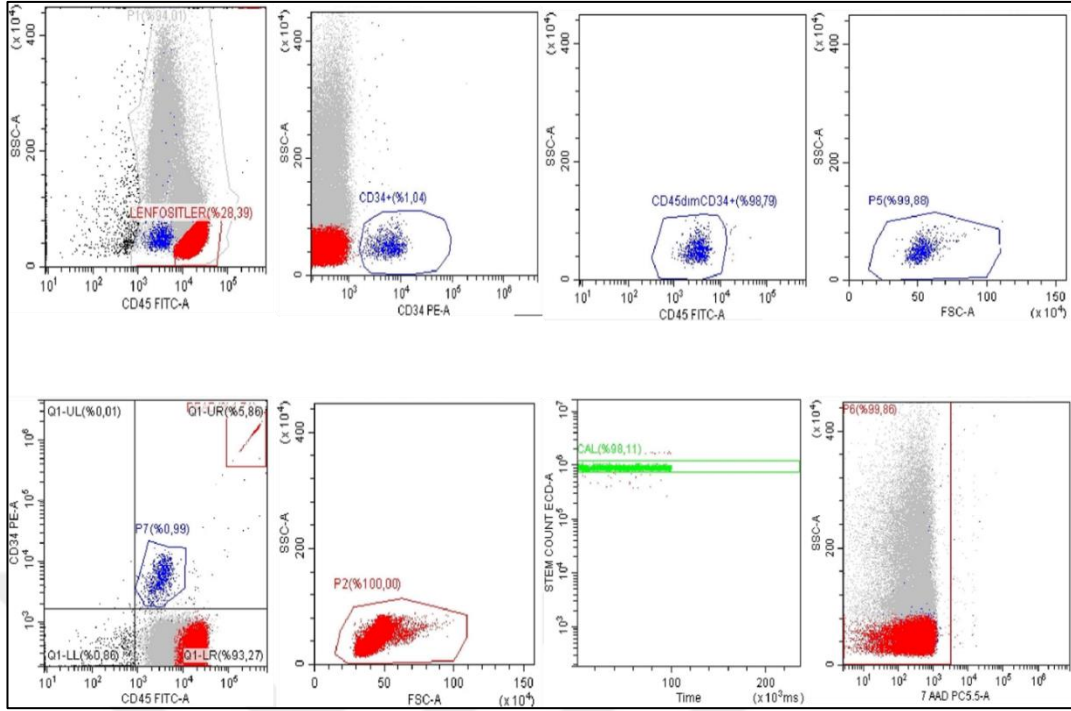 P1(%94,01)
(×10⁴)
400
200
0
SSC-A
LENFOSITLER(%28,39)
10¹ 10² 10³ 10⁴ 10⁵
CD45 FITC-A
(×10⁴)
400
200
0
SSC-A
CD34+(%1,04)
10³ 10⁴ 10⁵ 10⁶
CD34 PE-A
(×10⁴)
400
200
0
SSC-A
CD45dimCD34+(%98,79)
10¹ 10² 10³ 10⁴ 10⁵
CD45 FITC-A
(×10⁴)
400
200
0
SSC-A
P5(%99,88)
0 50 100 150
FSC-A (×10⁴)
Q1-UL(%0,01)
Q1-UR(%5,86)
10⁶
10⁵
10⁴
10³
CD34 PE-A
P7(%0,99)
Q1-LL(%0,86)
Q1-LR(%93,27)
10¹ 10² 10³ 10⁴ 10⁵
CD45 FITC-A
(×10⁴)
400
200
0
SSC-A
P2(%100,00)
0 50 100 150
FSC-A (×10⁴)
10⁷
10⁶
10⁵
10⁴
10³
STEM COUNT ECD-A
CAL(%98,11)
100 200
Time (×10³ms)
P6(%99,86)
(×10⁴)
400
200
0
SSC-A
10¹ 10² 10³ 10⁴ 10⁵ 10⁶
7 AAD PC5.5-A